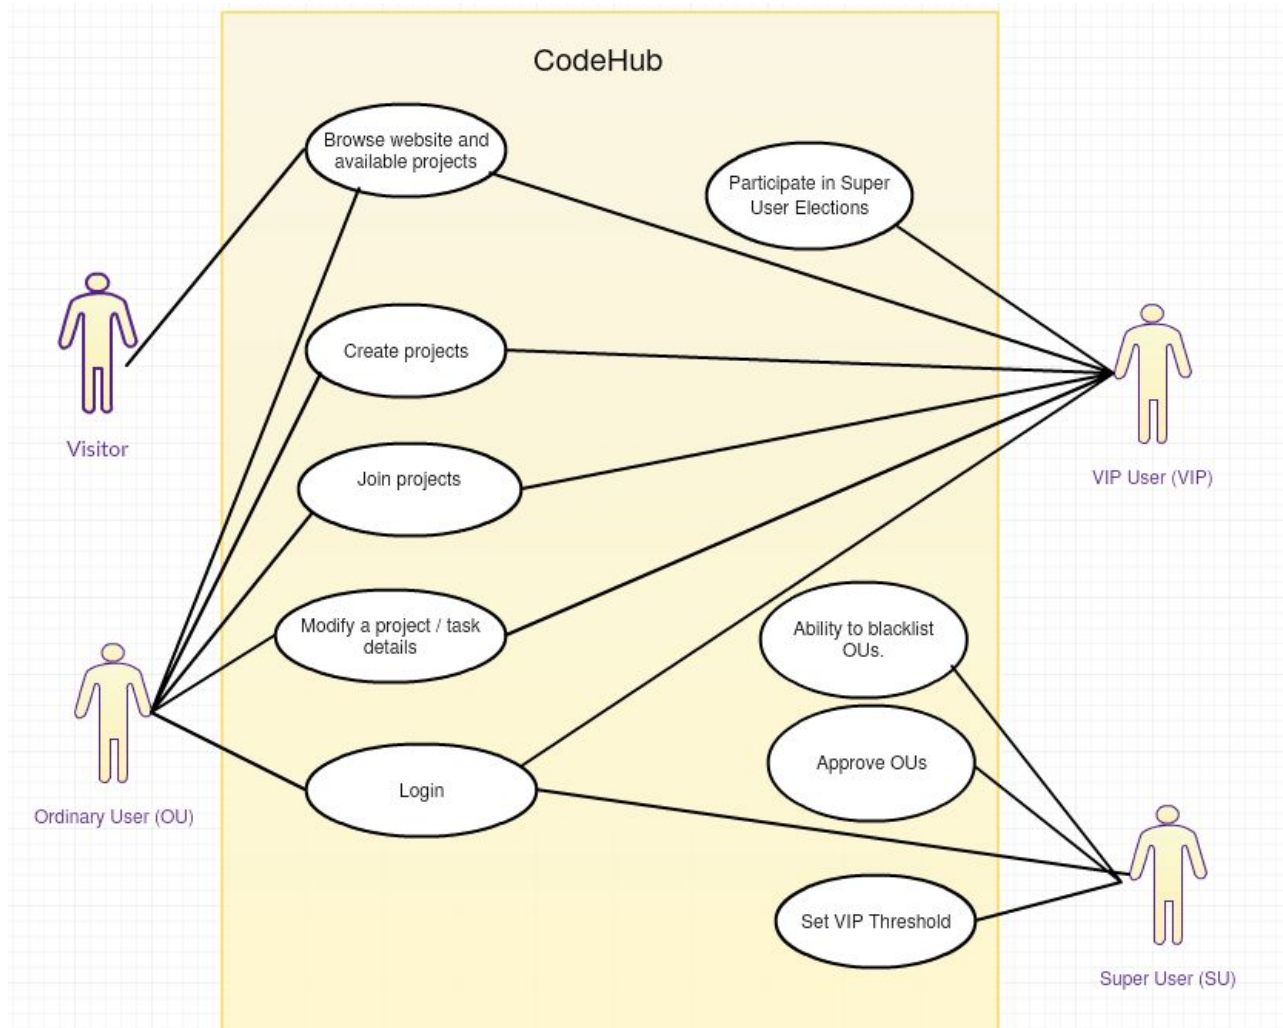 CodeHub
Browse website and
available projects
Participate in Super
User Elections
Create projects
Visitor
Join projects
VIP User (VIP)
Modify a project / task
details
Ability to blacklist
OUs.
Approve OUs
Login
Ordinary User (OU)
Set VIP Threshold
Super User (SU)